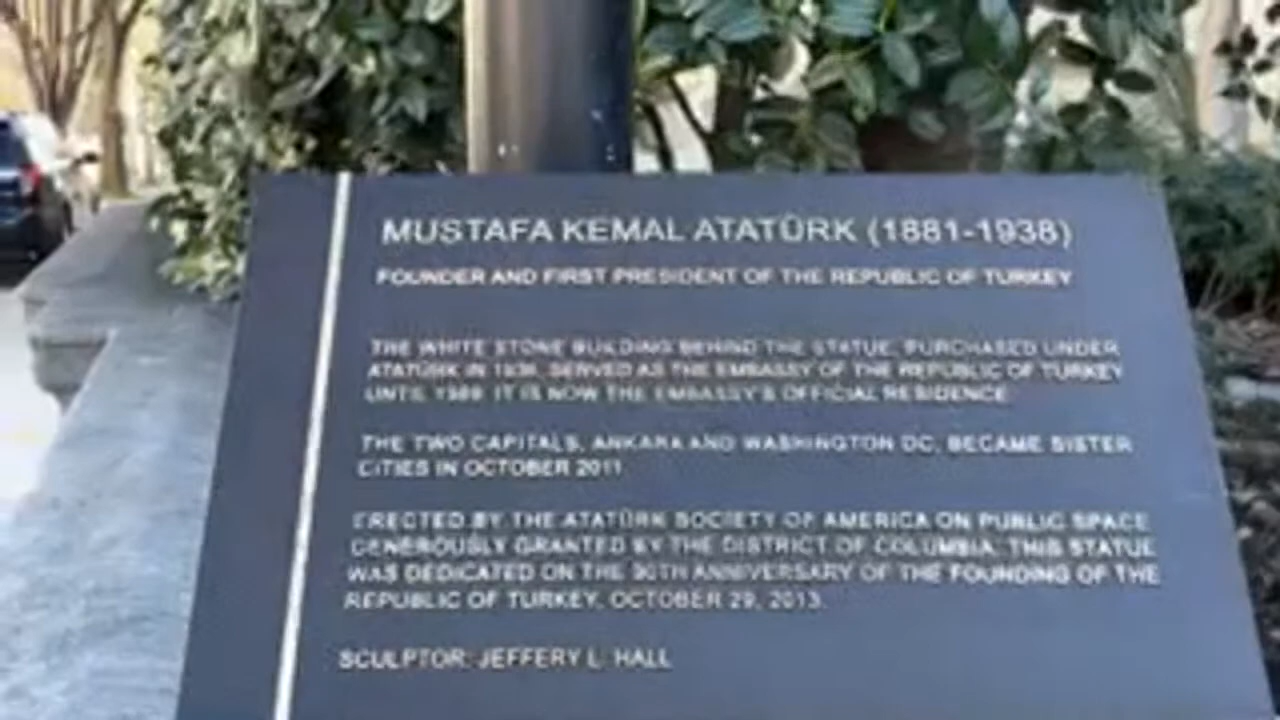 MUSTAFA KEMAL ATATÜRK (1881-1938)
FOUNDER AND FIRST PRESIDENT OF THE REPUBLIC OF TURKEY
THE WHITE STONE BUILDING BEHIND THE STATUE, PURCHASED UNDER
ATATÜRK IN 1936, SERVED AS THE EMBASSY OF THE REPUBLIC OF TURKEY
UNTIL IT IS NOW THE EMBASSY'S OFFICIAL RESIDENCE.
THE TWO CAPITALS, ANKARA AND WASHINGTON DC, BECAME SISTER
CITIES IN OCTOBER 2011
ERECTED BY THE ATATÜRK SOCIETY OF AMERICA ON PUBLIC SPACE
GENEROUSLY GRANTED BY THE DISTRICT OF COLUMBIA, THIS STATUE
WAS DEDICATED ON THE 90TH ANNIVERSARY OF THE FOUNDING OF THE
REPUBLIC OF TURKEY, OCTOBER 29, 2013.
SCULPTOR: JEFFERY L. HALL